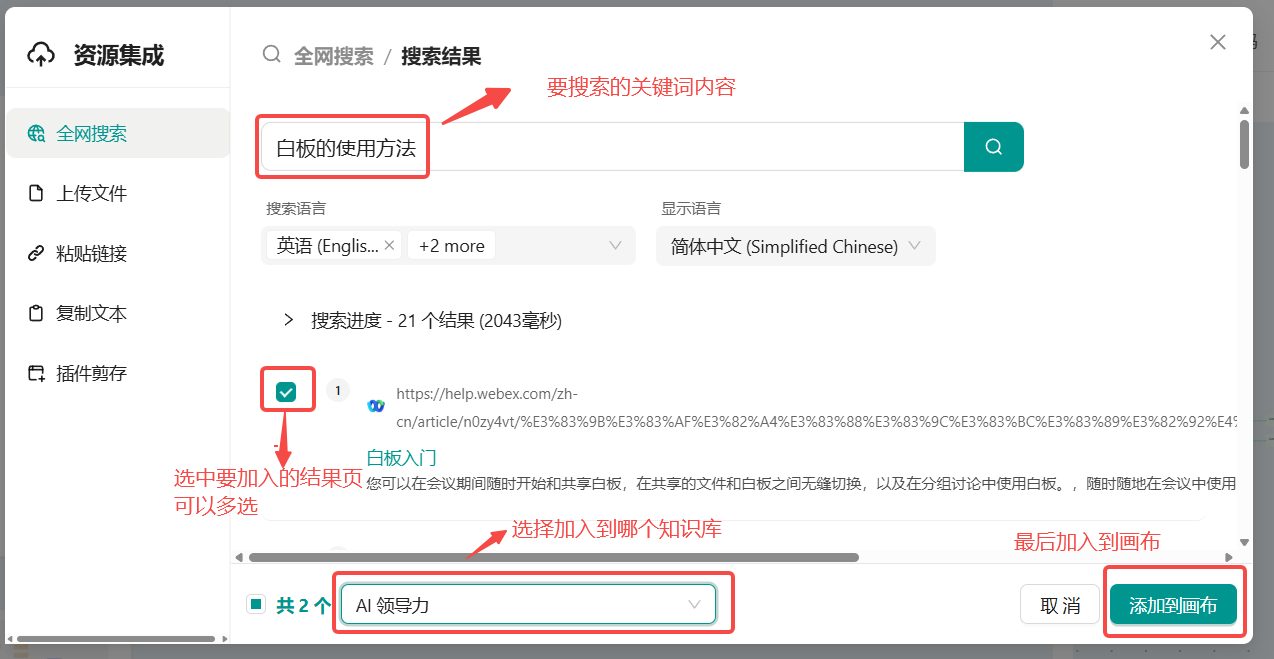 资源集成
全网搜索
上传文件
粘贴链接
复制文本
插件剪存
全网搜索 / 搜索结果
要搜索的关键词内容
白板的使用方法
搜索语言
显示语言
英语 (Englis... × +2 more
简体中文 (Simplified Chinese)
搜索进度 - 21 个结果 (2043毫秒)
1
https://help.webex.com/zh-
cn/article/n0zy4vt/%E3%83%9B%E3%83%AF%E3%82%A4%E3%83%88%E3%83%9C%E3%83%BC%E3%83%89%E3%82%92%E4%
白板入门
您可以在会议期间随时开始和共享白板，在共享的文件和白板之间无缝切换，以及在分组讨论中使用白板。，随时随地在会议中使用
选中要加入的结果页
可以多选
选择加入到哪个知识库
最后加入到画布
共 2 个
AI 领导力
取 消
添加到画布